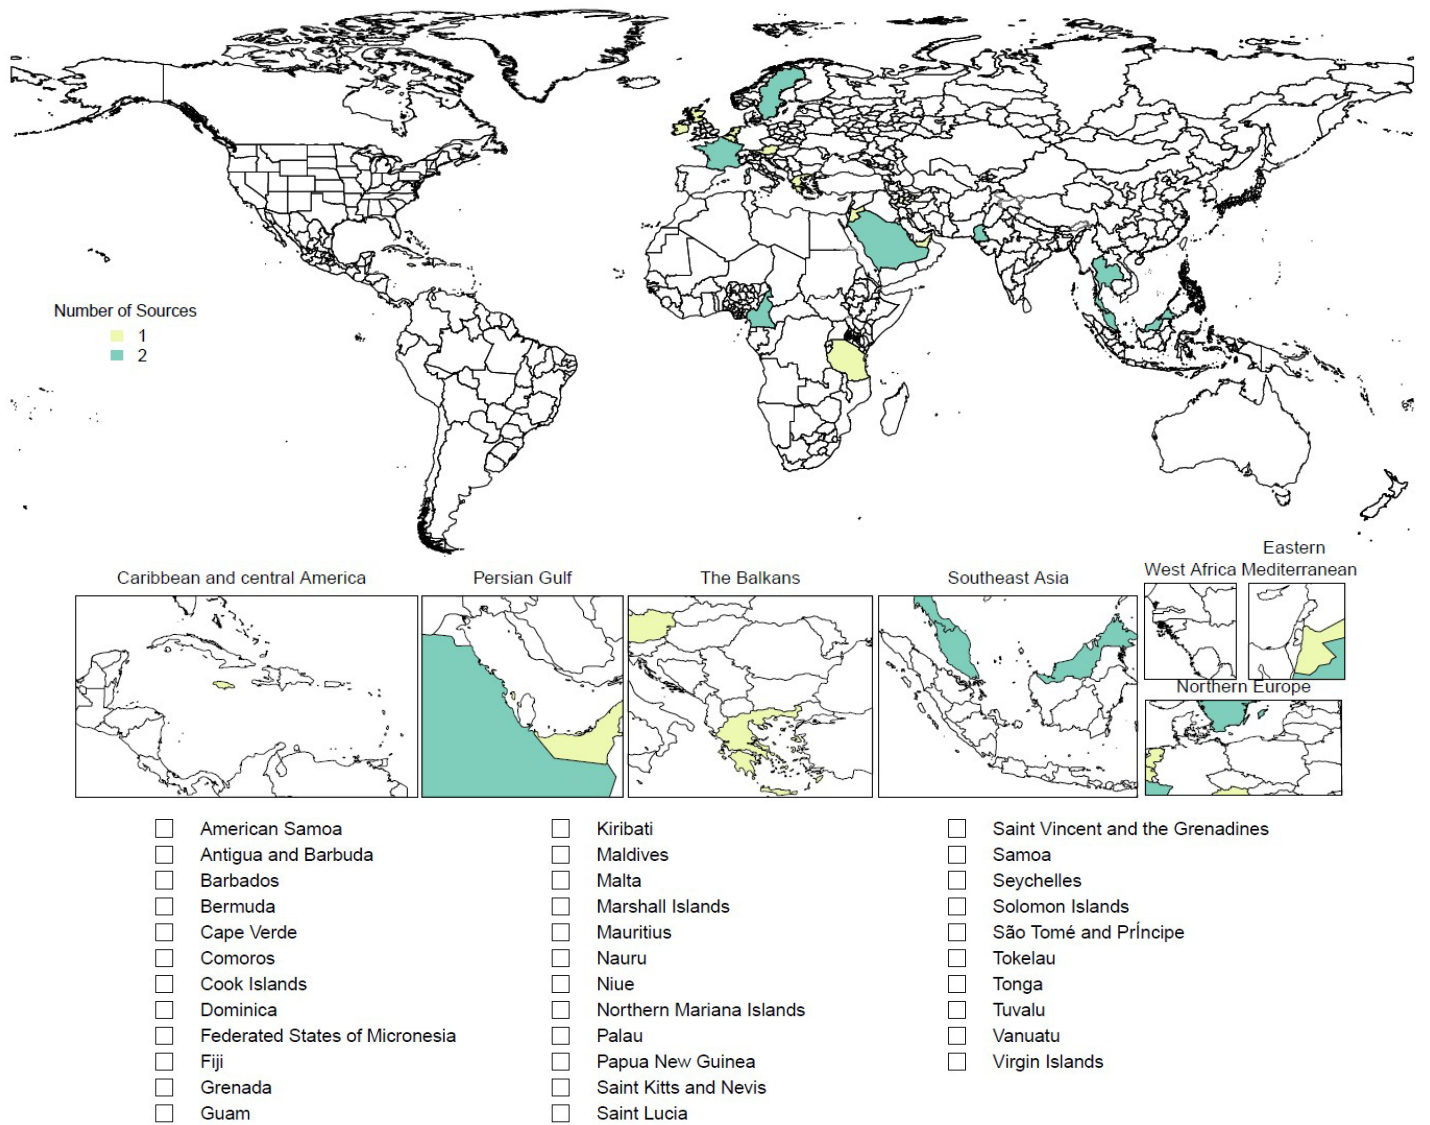 Number of Sources
1
2
Caribbean and central America
Persian Gulf
The Balkans
Southeast Asia
West Africa
Eastern
Mediterranean
Northern Europe
American Samoa
Antigua and Barbuda
Barbados
Bermuda
Cape Verde
Comoros
Cook Islands
Dominica
Federated States of Micronesia
Fiji
Grenada
Guam
Kiribati
Maldives
Malta
Marshall Islands
Mauritius
Nauru
Niue
Northern Mariana Islands
Palau
Papua New Guinea
Saint Kitts and Nevis
Saint Lucia
Saint Vincent and the Grenadines
Samoa
Seychelles
Solomon Islands
São Tomé and PrÍncipe
Tokelau
Tonga
Tuvalu
Vanuatu
Virgin Islands